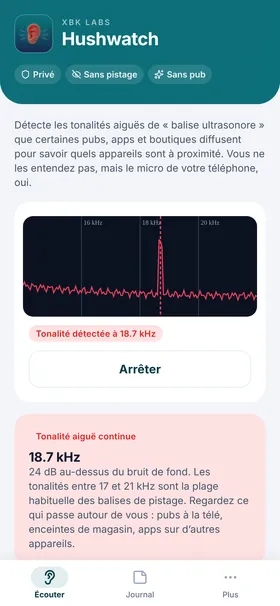 XBK LABS
Hushwatch
Privé
Sans pistage
Sans pub
Détecte les tonalités aiguës de « balise ultrasonore »
que certaines pubs, apps et boutiques diffusent
pour savoir quels appareils sont à proximité. Vous ne
les entendez pas, mais le micro de votre téléphone,
oui.
16 kHz
18 kHz
20 kHz
Tonalité détectée à 18.7 kHz
Arrêter
Tonalité aiguë continue
18.7 kHz
24 dB au-dessus du bruit de fond. Les
tonalités entre 17 et 21 kHz sont la plage
habituelle des balises de pistage. Regardez ce
qui passe autour de vous : pubs à la télé,
enceintes de magasin, apps sur d'autres
appareils.
Écouter
Journal
Plus